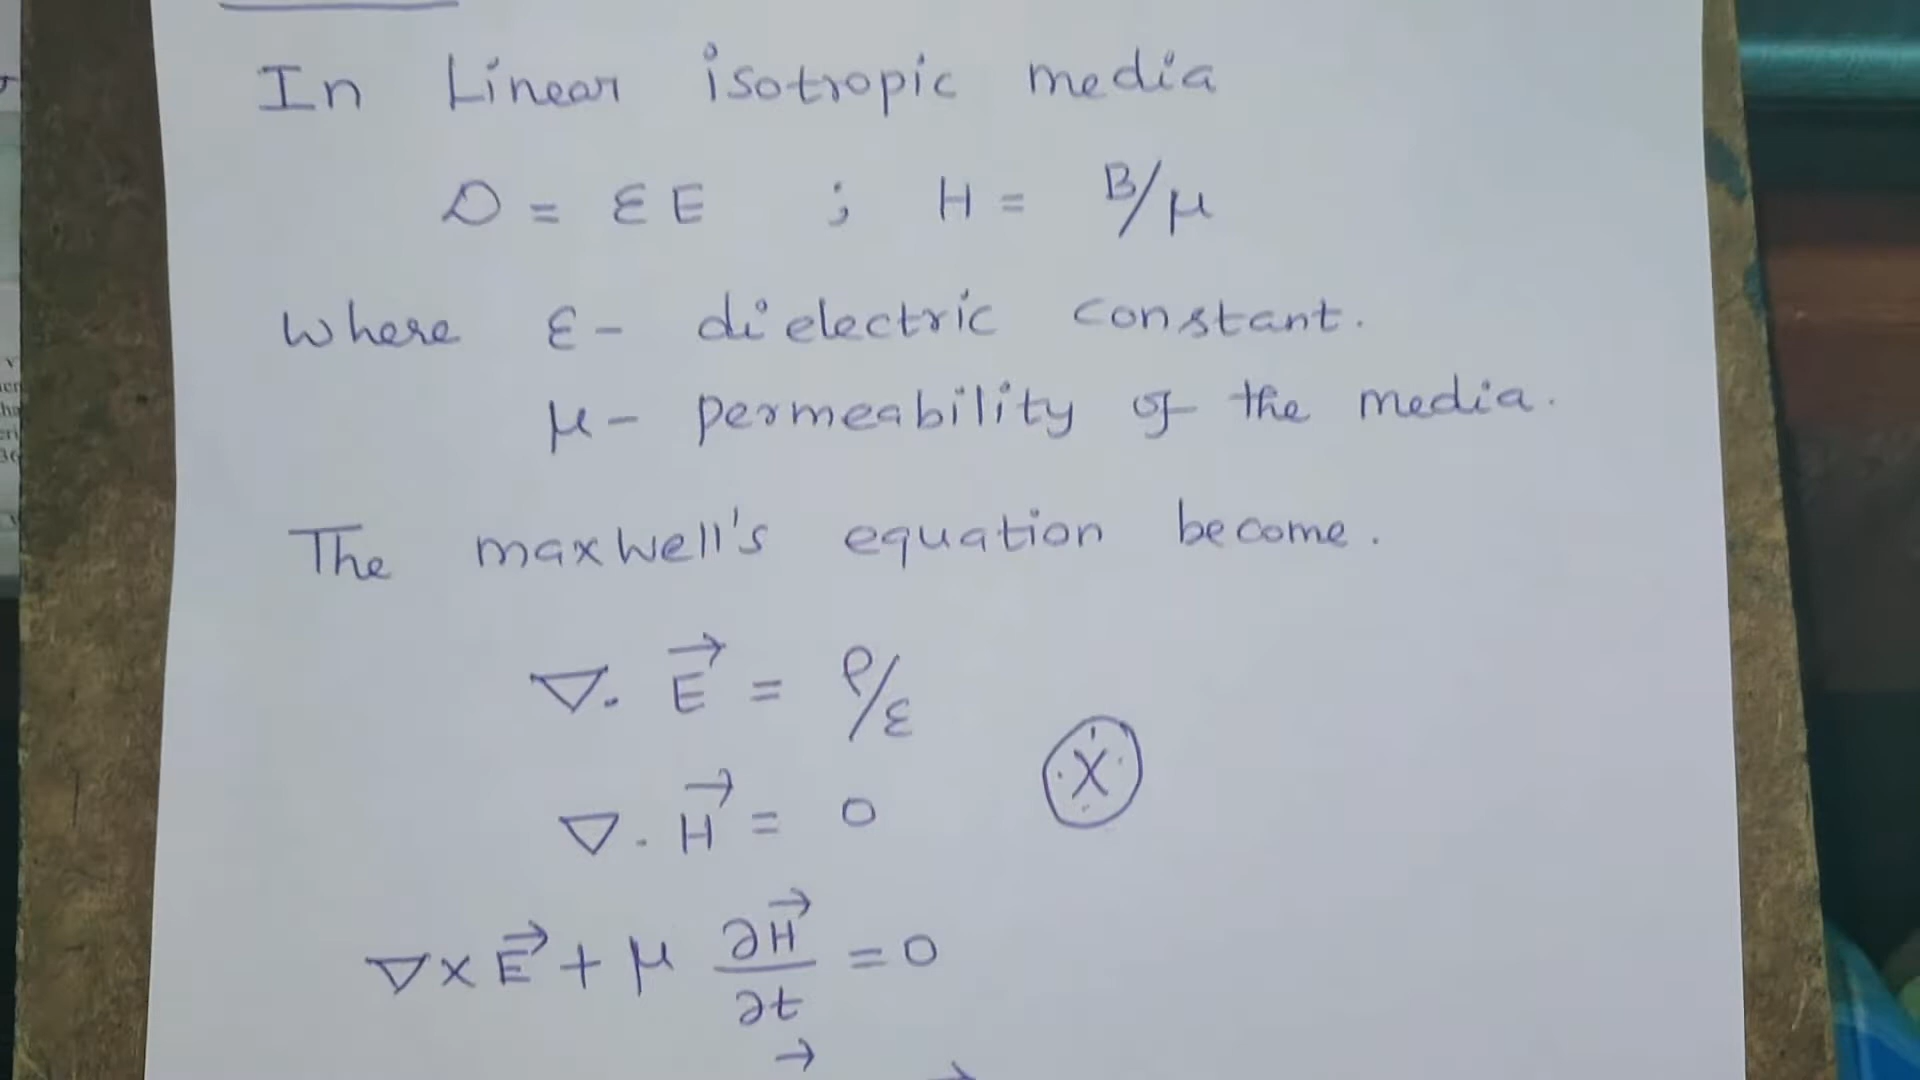 In Linear isotropic media
D = εE ; H = B/μ
Where ε - dielectric constant.
μ - permeability of the media.
The maxwell's equation become.
∇. E⃗ = ρ/ε
∇. H⃗ = 0
X
∇ x E⃗ + μ ∂H⃗/∂t = 0